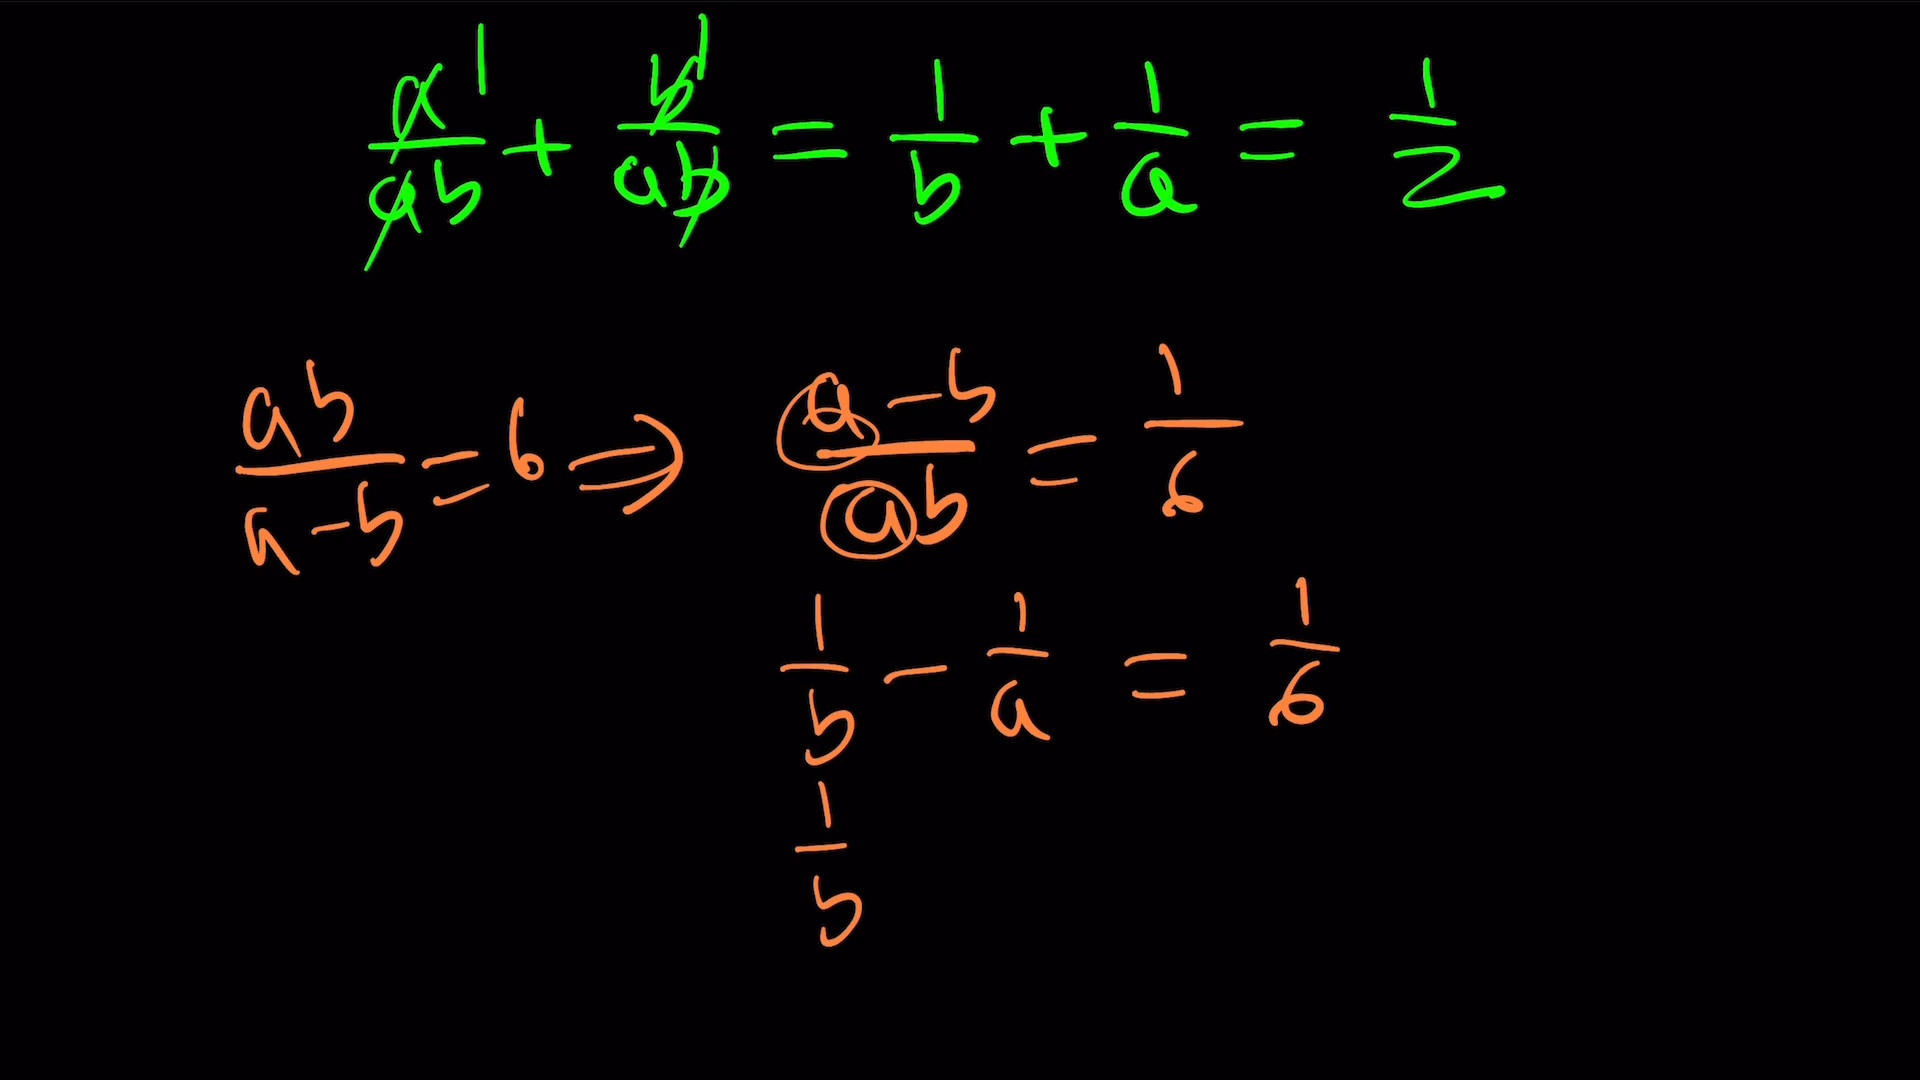 a/ab + b/ab = 1/b + 1/a = 1/2
ab/a-b = 6 ⇒ a-b/ab = 1/6
1/b - 1/a = 1/6
1/b